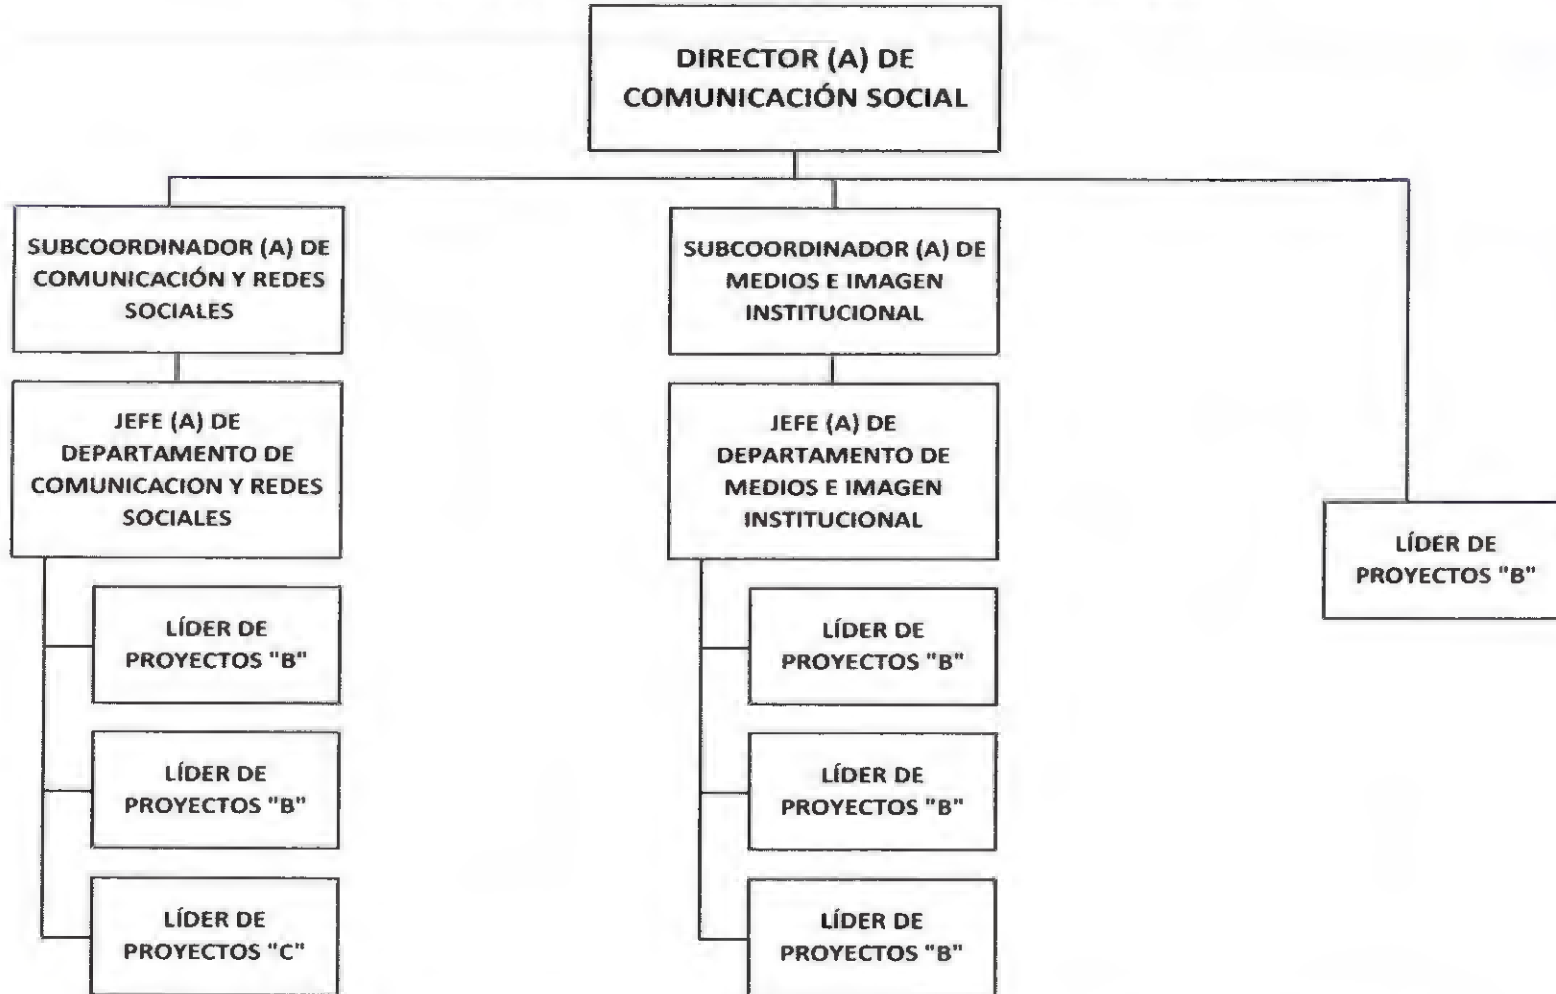 DIRECTOR (A) DE
COMUNICACIÓN SOCIAL
SUBCOORDINADOR (A) DE
COMUNICACIÓN Y REDES
SOCIALES
JEFE (A) DE
DEPARTAMENTO DE
COMUNICACION Y REDES
SOCIALES
LÍDER DE
PROYECTOS "B"
LÍDER DE
PROYECTOS "B"
LÍDER DE
PROYECTOS "C"
SUBCOORDINADOR (A) DE
MEDIOS E IMAGEN
INSTITUCIONAL
JEFE (A) DE
DEPARTAMENTO DE
MEDIOS E IMAGEN
INSTITUCIONAL
LÍDER DE
PROYECTOS "B"
LÍDER DE
PROYECTOS "B"
LÍDER DE
PROYECTOS "B"
LÍDER DE
PROYECTOS "B"